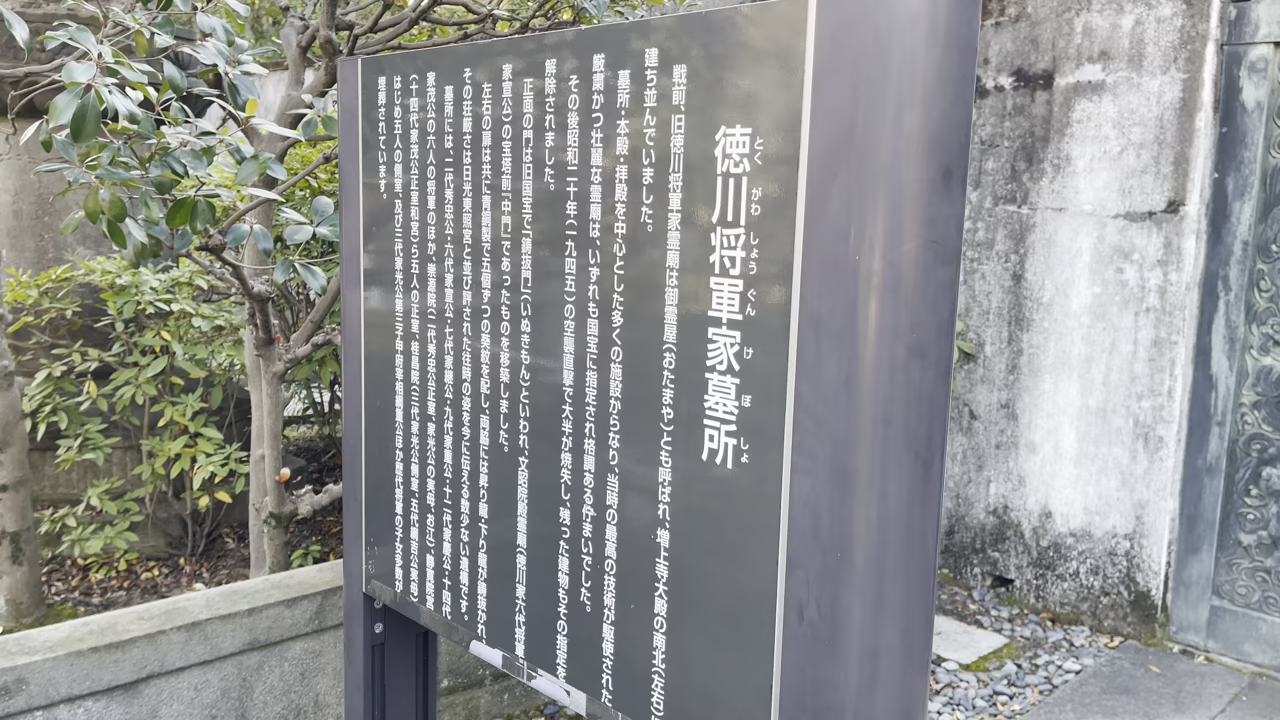 徳川将軍家墓所
とくがわしょうぐんけぼしょ
戦前、旧徳川将軍家霊廟は御霊屋（おたまや）とも呼ばれ、増上寺大殿の南北（左右）に
建ち並んでいました。
墓所・本殿・拝殿を中心とした多くの施設からなり、当時の最高の技術が駆使された
厳粛かつ壮麗な霊廟は、いずれも国宝に指定され格調ある佇まいでした。
その後昭和二十年（一九四五）の空襲直撃で大半が焼失し、残った建物もその指定を
解除されました。
正面の門は旧国宝で「鋳抜門」（いぬきもん）といわれ、文昭院殿霊廟（徳川家六代将軍
家宣公）の宝塔前「中門」であったものを移築しました。
左右の扉は共に青銅製で五個ずつの葵紋を配し、両脇には昇り龍・下り龍が鋳抜かれ、
その荘厳さは日光東照宮と並び評された往時の姿を今に伝える数少ない遺構です。
墓所には、二代秀忠公・六代家宣公・七代家継公・九代家重公・十二代家慶公・十四代
家茂公の六人の将軍のほか、崇源院（二代秀忠公正室、家光公の実母、お江）、静寛院宮
（十四代家茂公正室和宮）ら五人の正室、桂昌院（三代家光公側室、五代綱吉公実母）
はじめ五人の側室、及び三代家光公第三子甲府宰相綱重公ほか歴代将軍の子女多数が
埋葬されています。